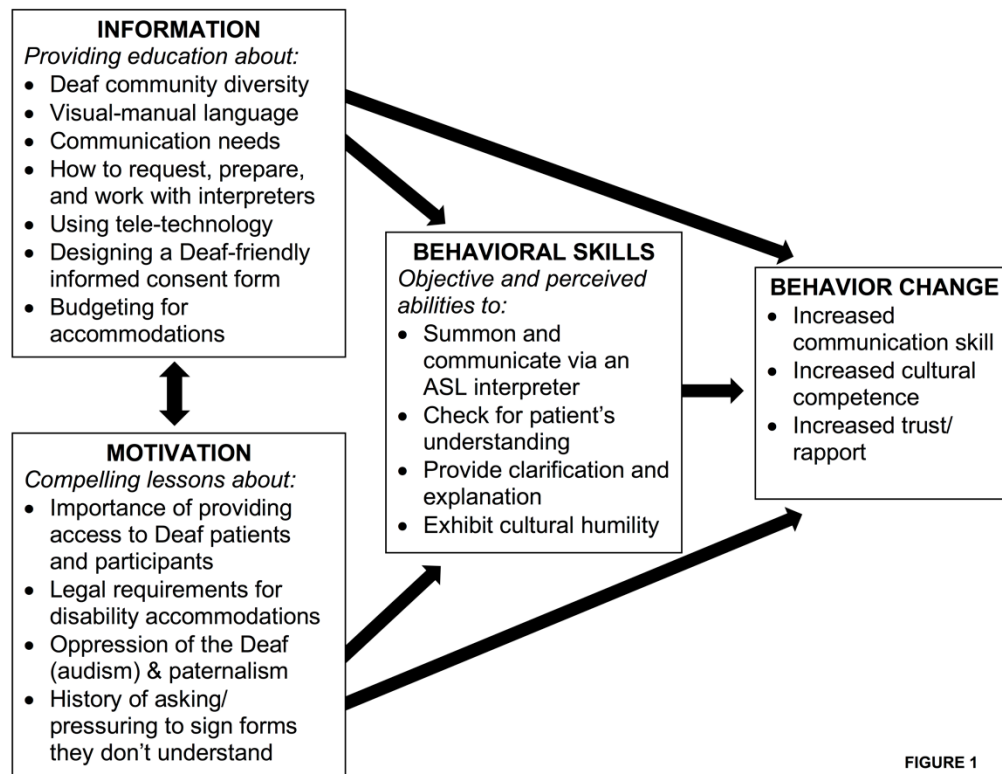 INFORMATION
Providing education about:
• Deaf community diversity
• Visual-manual language
• Communication needs
• How to request, prepare,
and work with interpreters
• Using tele-technology
• Designing a Deaf-friendly
informed consent form
• Budgeting for
accommodations
MOTIVATION
Compelling lessons about:
• Importance of providing
access to Deaf patients
and participants
• Legal requirements for
disability accommodations
• Oppression of the Deaf
(audism) & paternalism
• History of asking/
pressuring to sign forms
they don't understand
BEHAVIORAL SKILLS
Objective and perceived
abilities to:
• Summon and
communicate via an
ASL interpreter
• Check for patient's
understanding
• Provide clarification and
explanation
• Exhibit cultural humility
BEHAVIOR CHANGE
• Increased
communication skill
• Increased cultural
competence
• Increased trust/
rapport
FIGURE 1